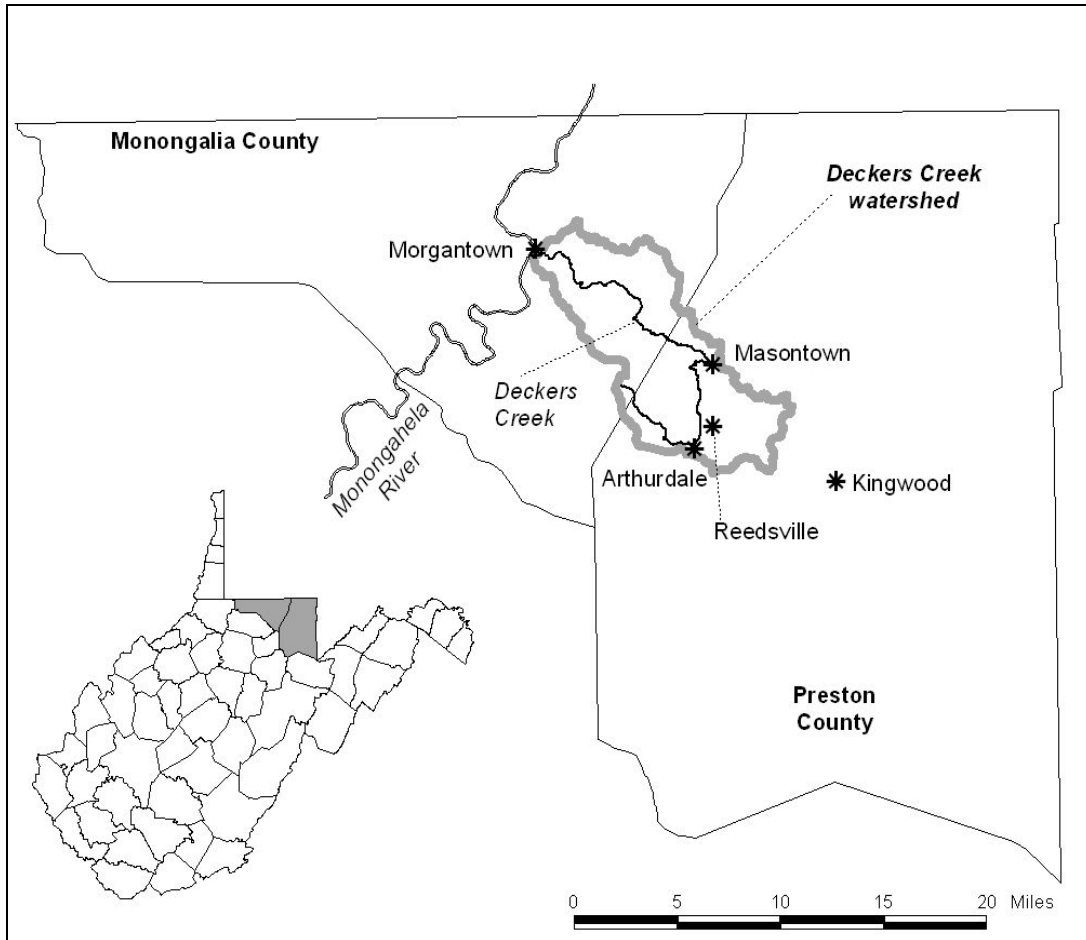 Monongalia County
Deckers Creek
watershed
Morgantown
Masontown
Deckers
Creek
Monongahela
River
Arthurdale
Kingwood
Reedsville
Preston
County
0 5 10 15 20 Miles